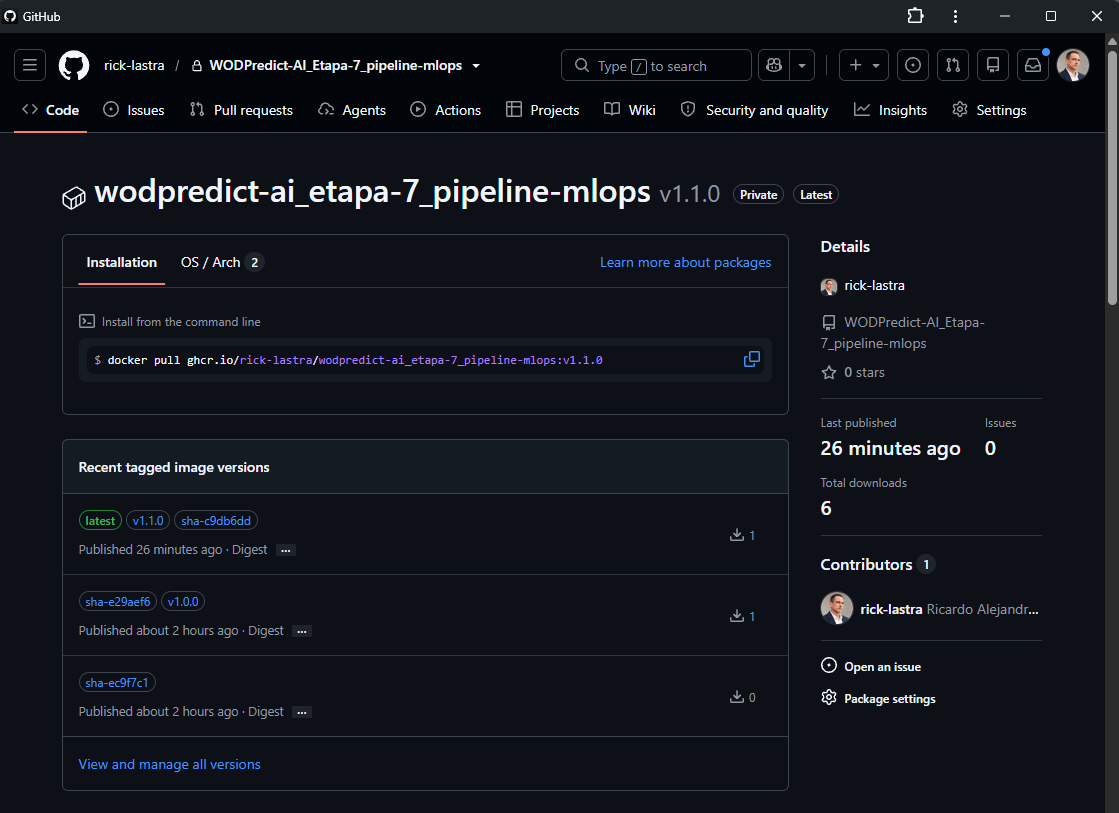 GitHub
rick-lastra / WODPredict-AI_Etapa-7_pipeline-mlops
Type / to search
Code Issues Pull requests Agents Actions Projects Wiki Security and quality Insights Settings
wodpredict-ai_etapa-7_pipeline-mlops v1.1.0 Private Latest
Installation OS / Arch 2 Learn more about packages
Install from the command line
$ docker pull ghcr.io/rick-lastra/wodpredict-ai_etapa-7_pipeline-mlops:v1.1.0
Recent tagged image versions
latest v1.1.0 sha-c9db6dd
Published 26 minutes ago · Digest ...
1
sha-e29aef6 v1.0.0
Published about 2 hours ago · Digest ...
1
sha-ec9f7c1
Published about 2 hours ago · Digest ...
0
View and manage all versions
Details
rick-lastra
WODPredict-AI_Etapa-
7_pipeline-mlops
0 stars
Last published Issues
26 minutes ago 0
Total downloads
6
Contributors 1
rick-lastra Ricardo Alejandr...
Open an issue
Package settings